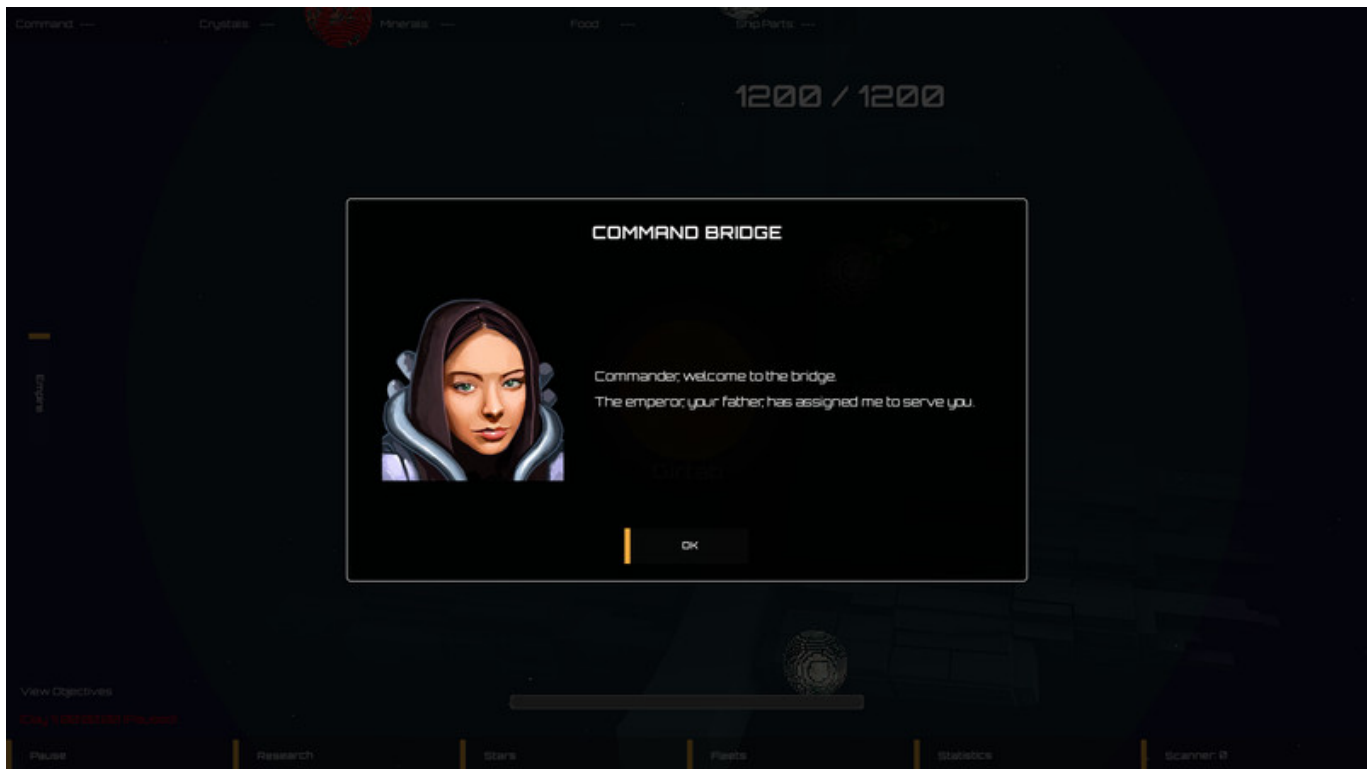 Command: ---
Crystals: ---
Minerals: ---
Food: ---
Ship Parts: ---
1200 / 1200
COMMAND BRIDGE
Commander, welcome to the bridge.
The emperor, your father, has assigned me to serve you.
Empire
OK
View Objectives
Pause
Research
Stars
Fleets
Statistics
Scanner: 0